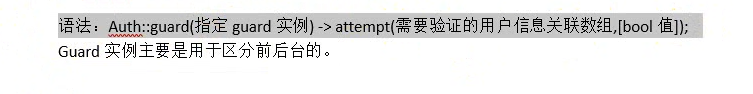 语法：Auth::guard(指定 guard 实例) -> attempt(需要验证的用户信息关联数组,[bool 值]);
Guard 实例主要是用于区分前后台的。